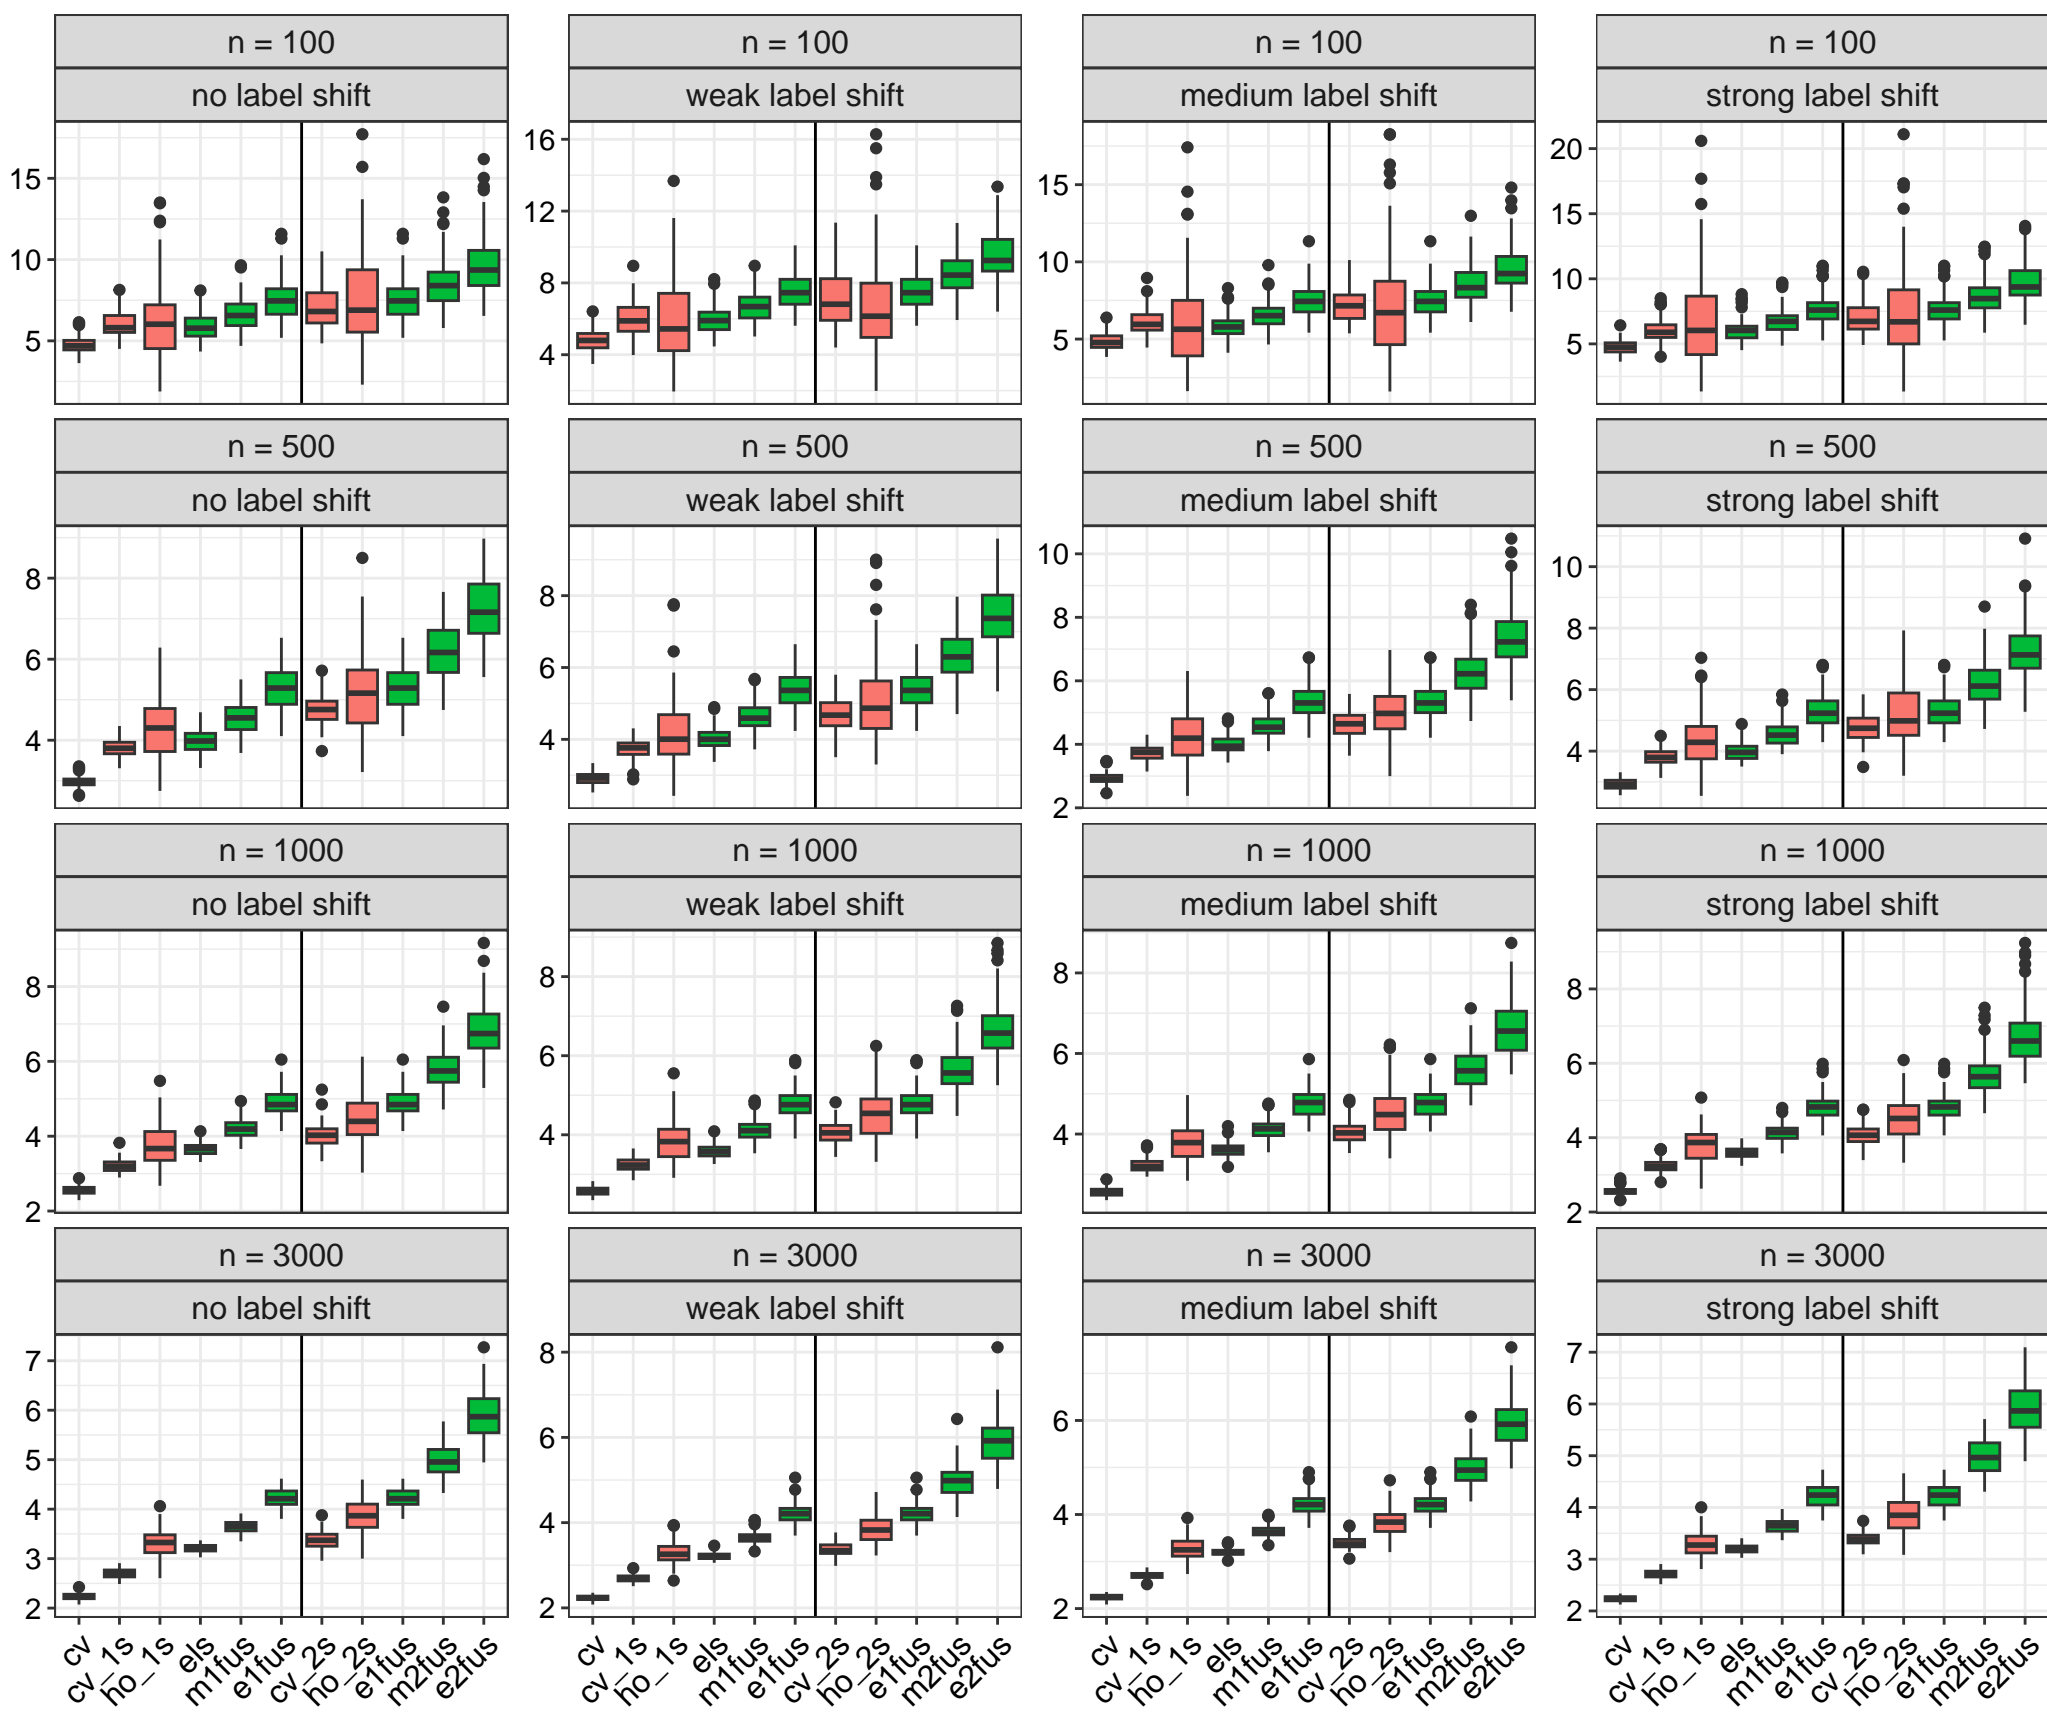 n = 100
n = 100
n = 100
n = 100
no label shift
weak label shift
medium label shift
strong label shift
15
10
5
16
12
8
4
15
10
5
20
15
10
5
n = 500
n = 500
n = 500
n = 500
no label shift
weak label shift
medium label shift
strong label shift
8
6
4
8
6
4
10
8
6
4
2
10
8
6
4
n = 1000
n = 1000
n = 1000
n = 1000
no label shift
weak label shift
medium label shift
strong label shift
8
6
4
2
8
6
4
8
6
4
8
6
4
2
n = 3000
n = 3000
n = 3000
n = 3000
no label shift
weak label shift
medium label shift
strong label shift
7
6
5
4
3
2
8
6
4
2
6
4
2
7
6
5
4
3
2
cv
cv_1s
ho_1s
els
m1fus
e1fus
cv_2s
ho_2s
e1fus
m2fus
e2fus
cv
cv_1s
ho_1s
els
m1fus
e1fus
cv_2s
ho_2s
e1fus
m2fus
e2fus
cv
cv_1s
ho_1s
els
m1fus
e1fus
cv_2s
ho_2s
e1fus
m2fus
e2fus
cv
cv_1s
ho_1s
els
m1fus
e1fus
cv_2s
ho_2s
e1fus
m2fus
e2fus